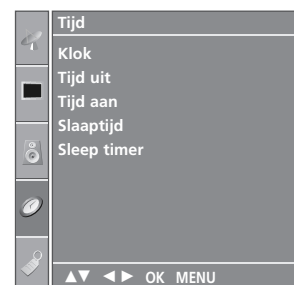 Tijd
Klok
Tijd uit
Tijd aan
Slaaptijd
Sleep timer
▲▼ ◄► OK MENU